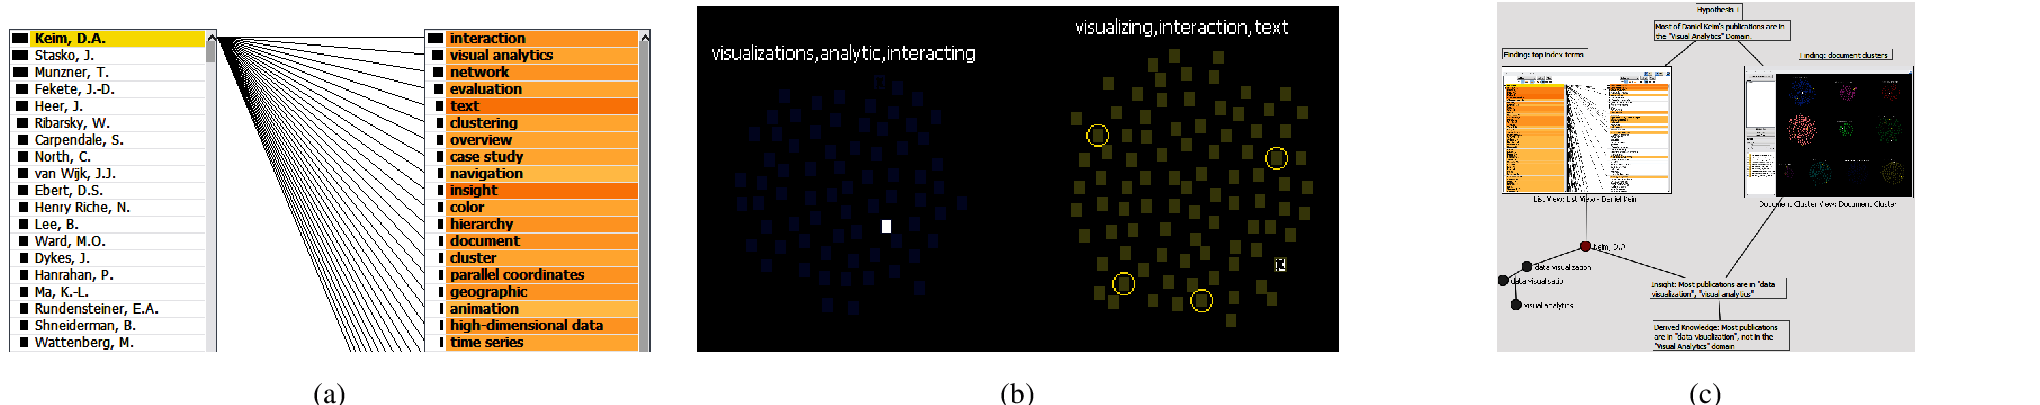 Keim, D.A.
Stasko, J.
Munzner, T.
Fekete, J.-D.
Heer, J.
Ribarsky, W.
Carpendale, S.
North, C.
van Wijk, J.J.
Ebert, D.S.
Henry Riche, N.
Lee, B.
Ward, M.O.
Dykes, J.
Hanrahan, P.
Ma, K.-L.
Rundensteiner, E.A.
Shneiderman, B.
Wattenberg, M.
interaction
visual analytics
network
evaluation
text
clustering
overview
case study
navigation
insight
color
hierarchy
document
cluster
parallel coordinates
geographic
animation
high-dimensional data
time series
(a)
visualizations,analytic,interacting
visualizing,interaction,text
(b)
Hypothesis 1
Most of Daniel Keim's publications are in
the "Visual Analytics" Domain.
Finding: top index terms
Finding: document clusters
List View: List View - Daniel Keim
Document Cluster View: Document Cluster
Keim, D.A.
data visualization
data visualisation
visual analytics
Insight: Most publications are in "data
visualization", "visual analytics"
Derived Knowledge: Most publications
are in "data visualization", not in the
"Visual Analytics" domain
(c)